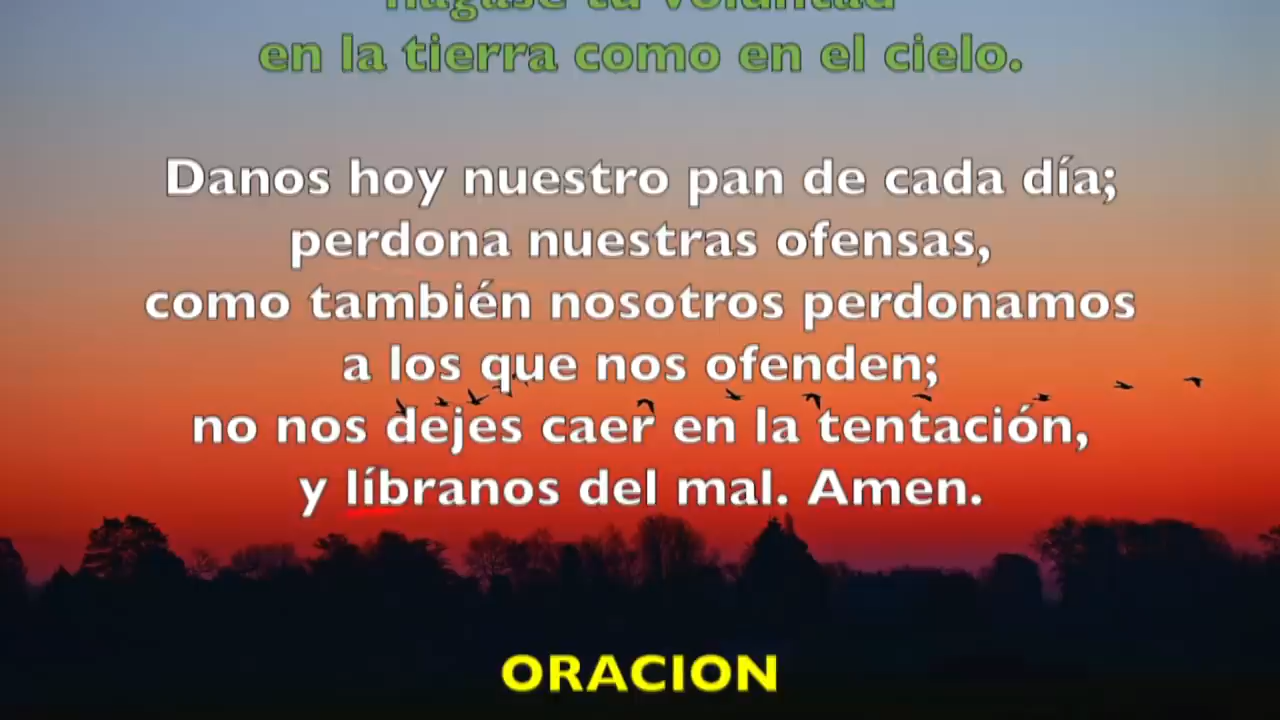 hágase tu voluntad
en la tierra como en el cielo.
Danos hoy nuestro pan de cada día;
perdona nuestras ofensas,
como también nosotros perdonamos
a los que nos ofenden;
no nos dejes caer en la tentación,
y líbranos del mal. Amen.
ORACION